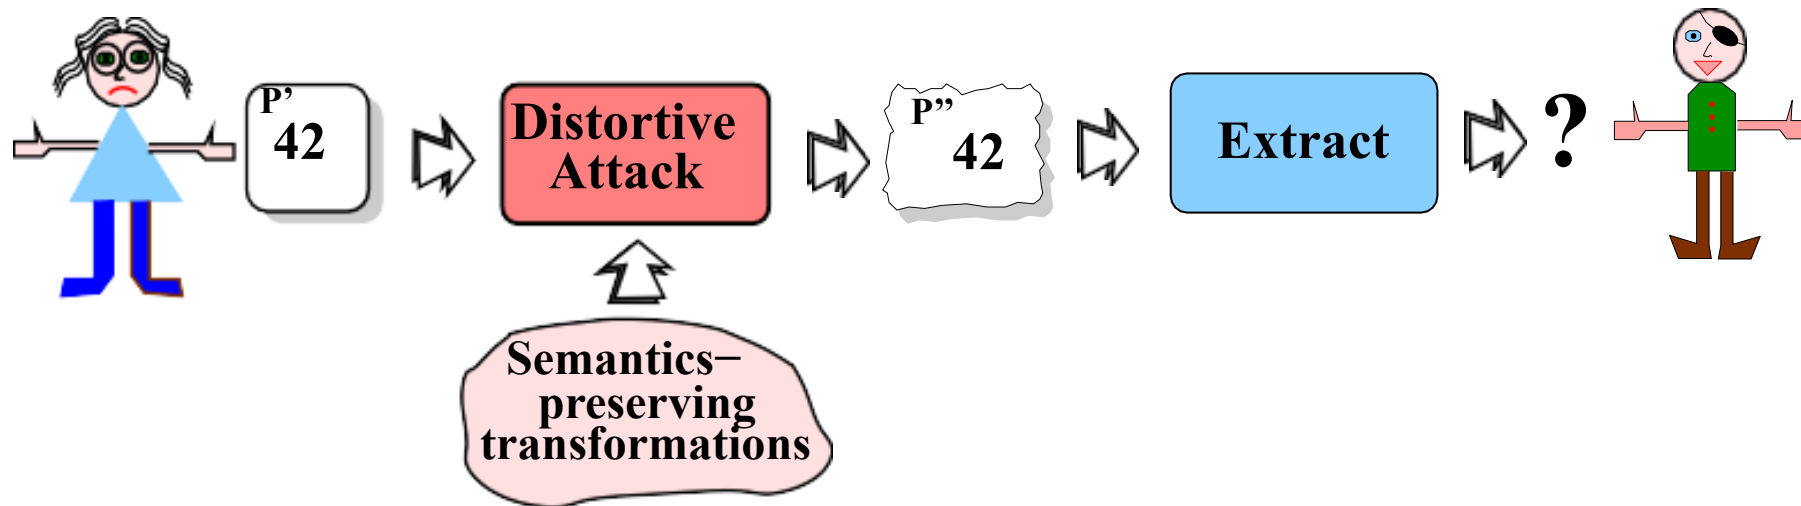 P’
42
Distortive
Attack
P”
42
Extract
?
Semantics−
preserving
transformations